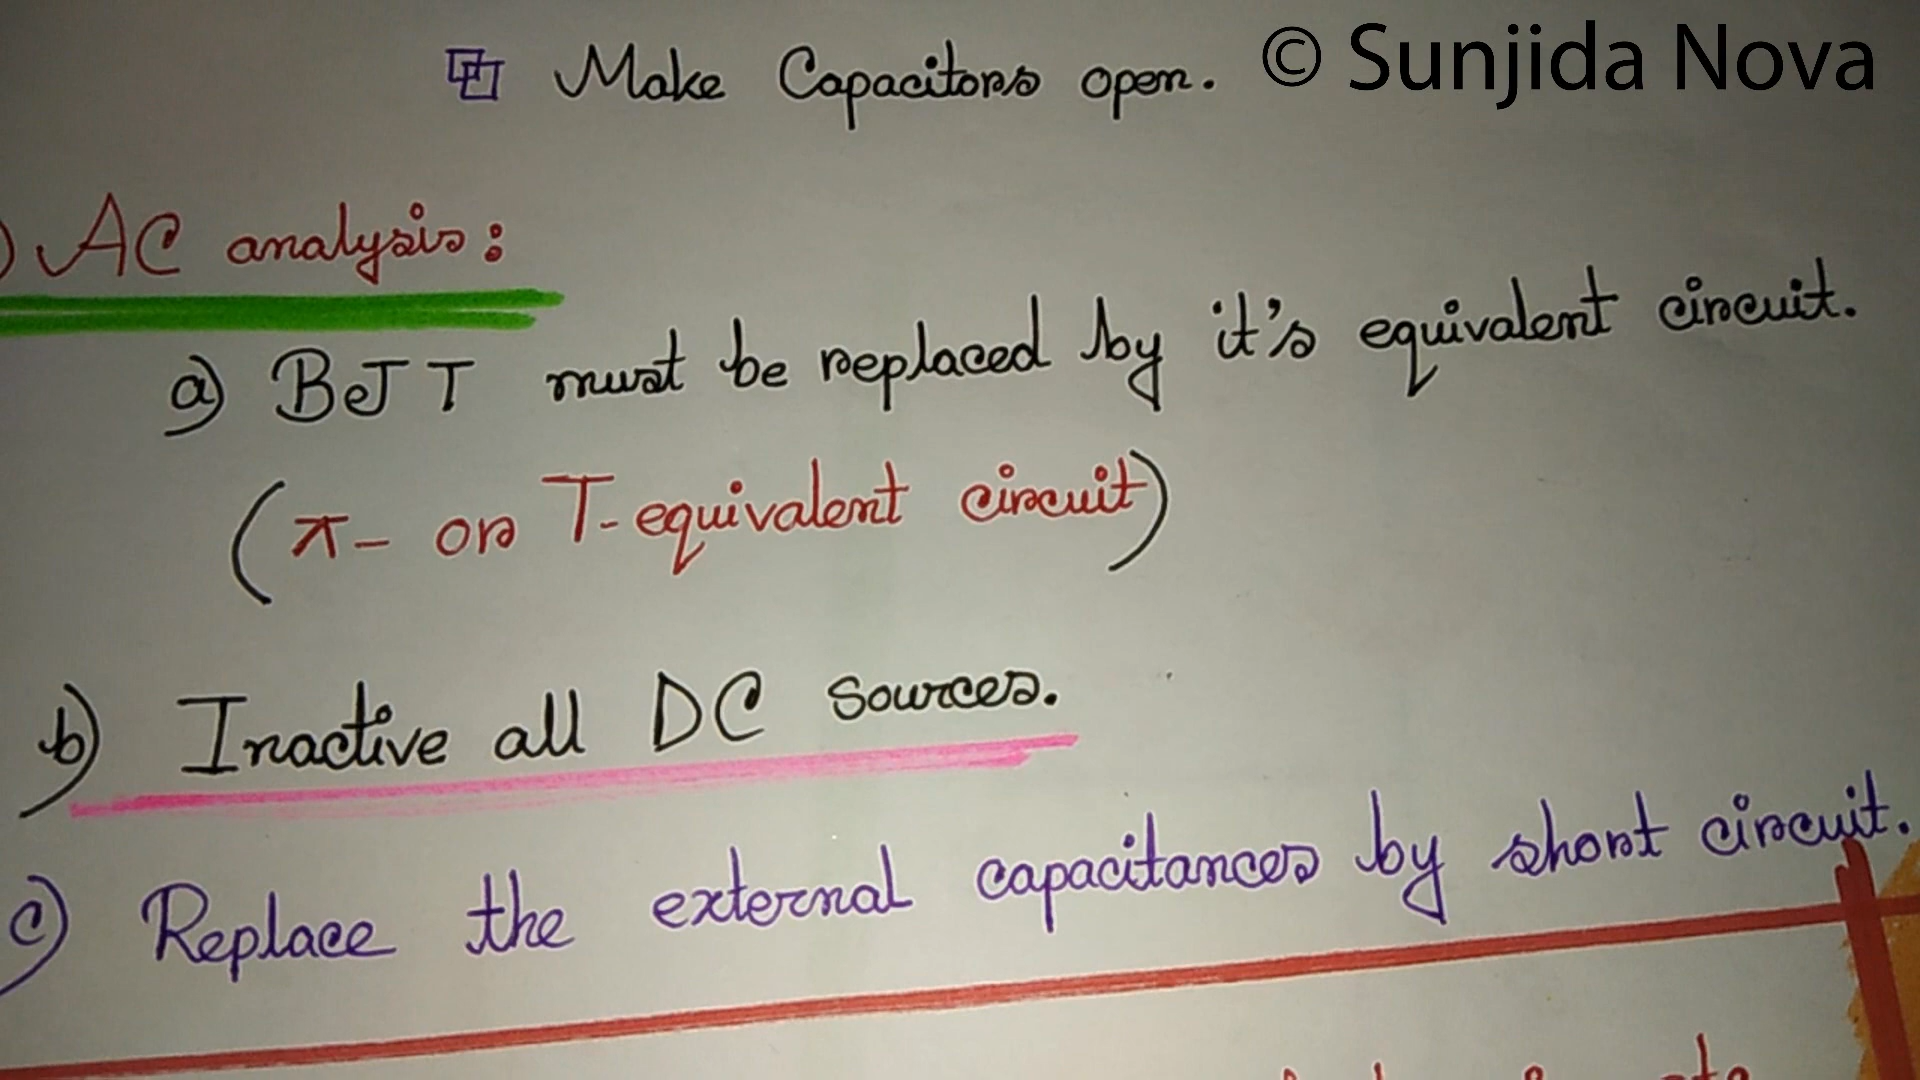 Make Capacitors open.
© Sunjida Nova
AC analysis:
a) BJT must be replaced by it's equivalent circuit.
(π- or T-equivalent circuit)
b) Inactive all DC sources.
c) Replace the external capacitances by short circuit.